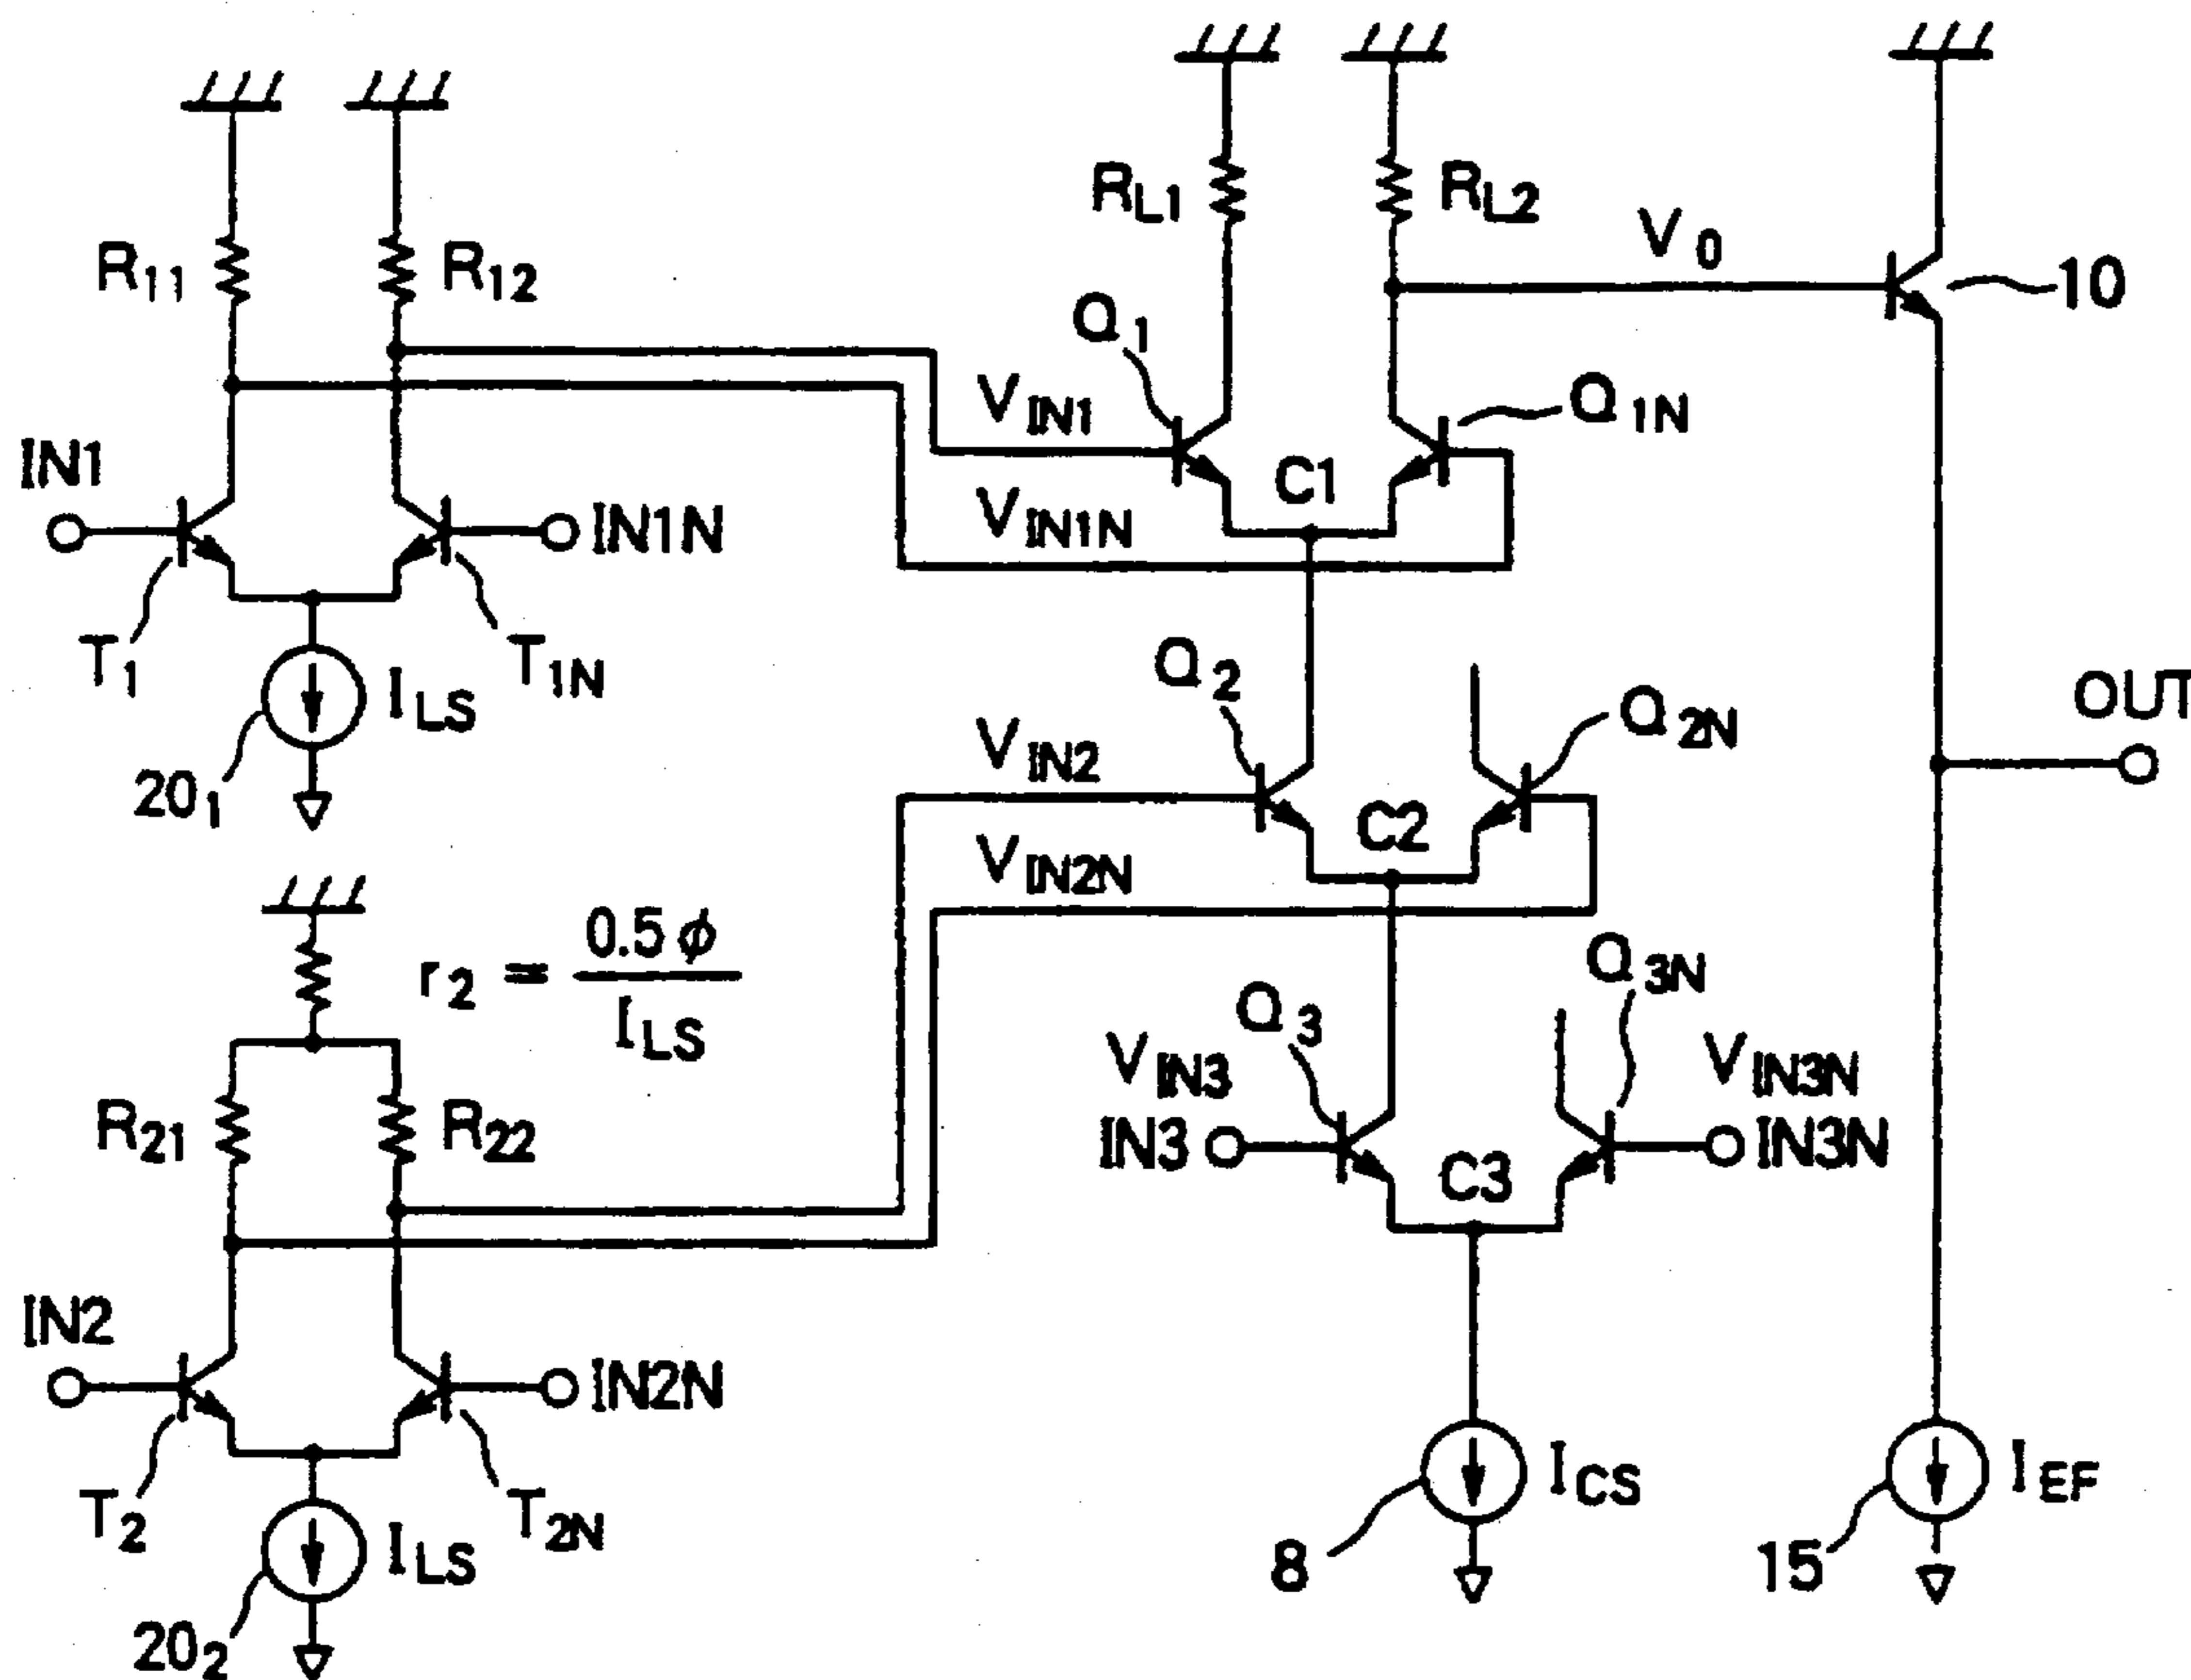 R11
R12
RL1
RL2
V0
10
Q1
Q1N
VIN1
VIN1N
C1
IN1
IN1N
T1
T1N
ILS
201
Q2
Q2N
VIN2
VIN2N
C2
OUT
r2 = 0.5φ / ILS
R21
R22
Q3
Q3N
VIN3
VIN3N
IN3
IN3N
C3
IN2
IN2N
T2
T2N
ILS
202
8
ICS
15
IEF